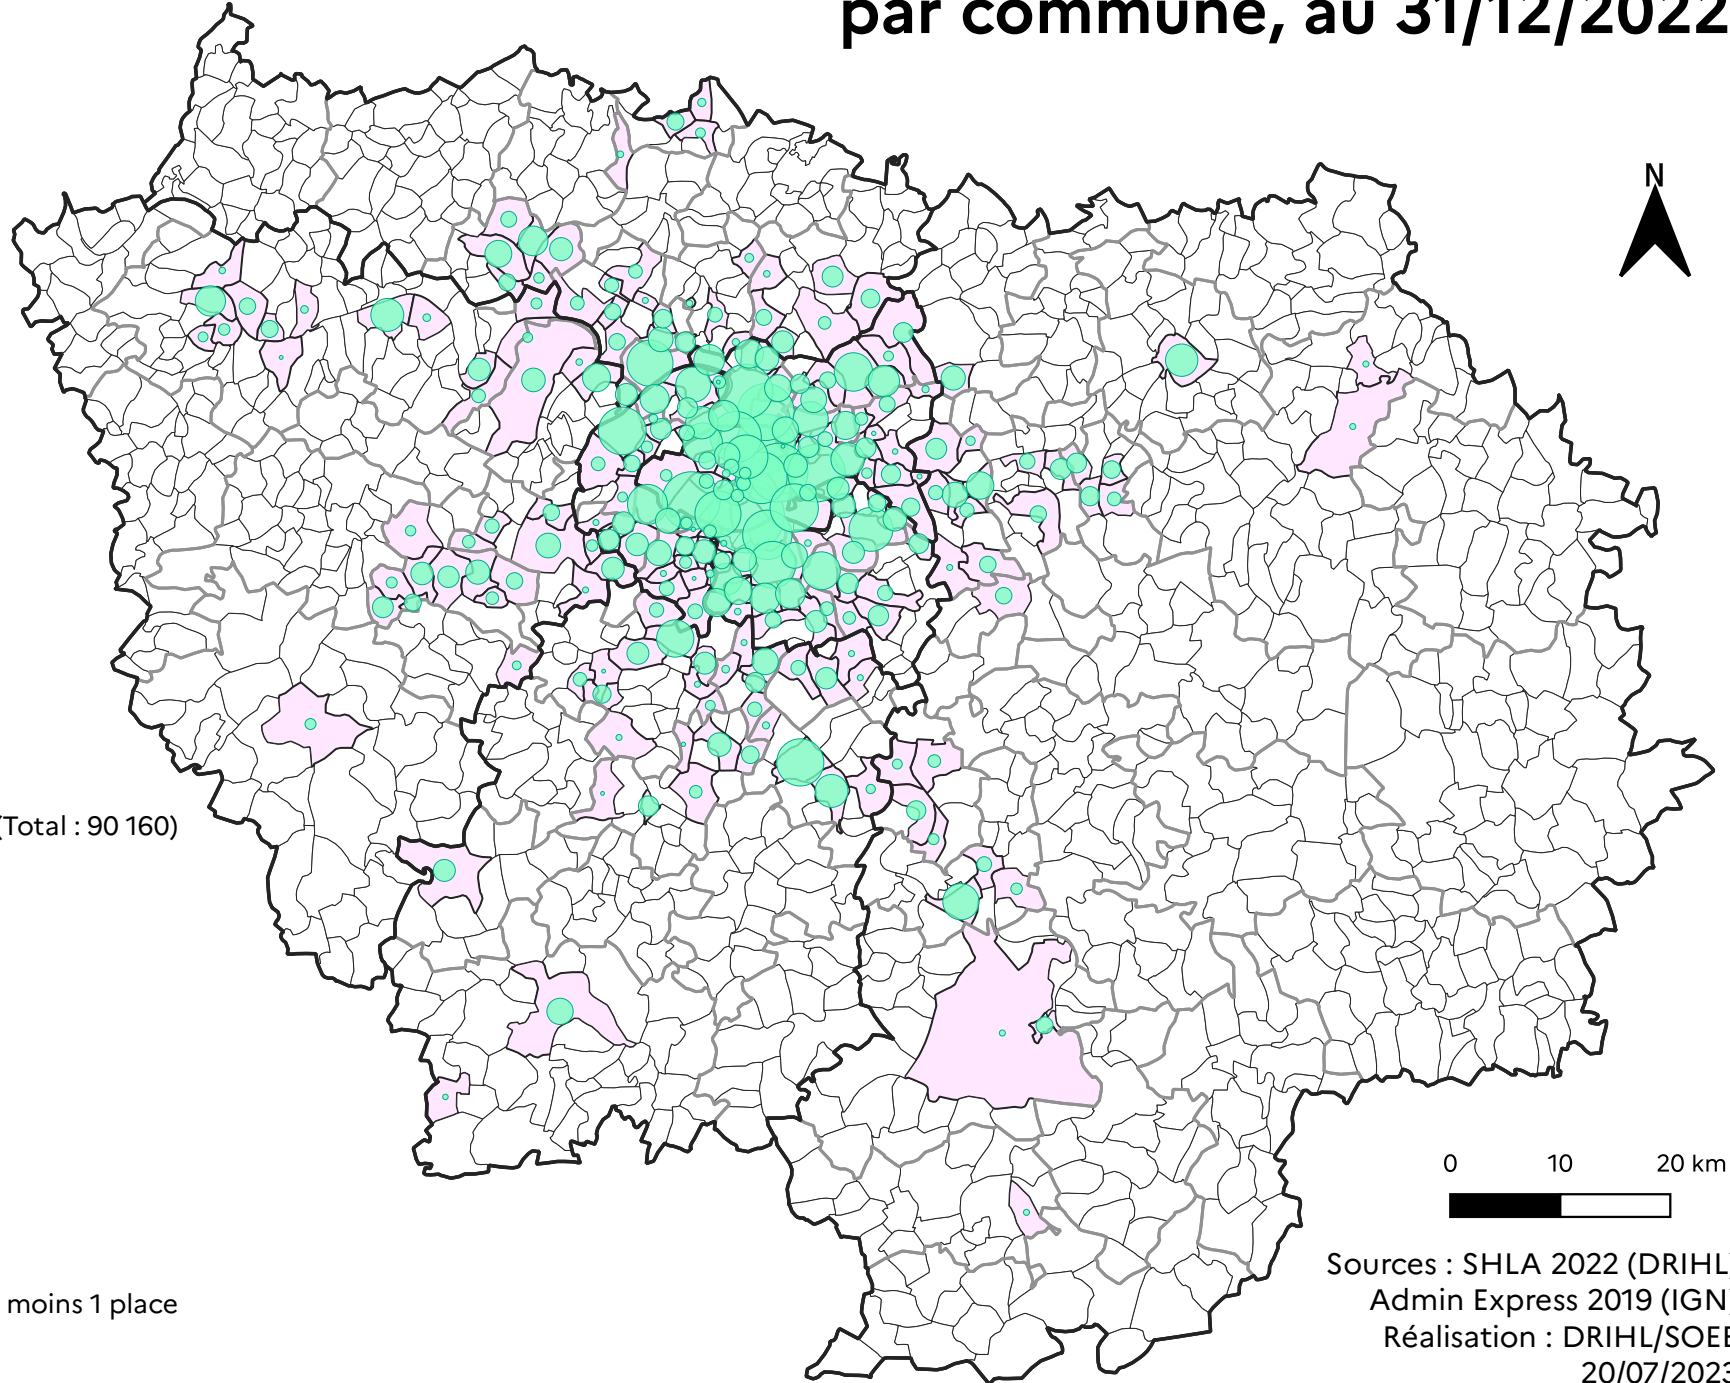 par commune, au 31/12/2022
N
(Total : 90 160)
0 10 20 km
moins 1 place
Sources : SHLA 2022 (DRIHL)
Admin Express 2019 (IGN)
Réalisation : DRIHL/SOEE
20/07/2023